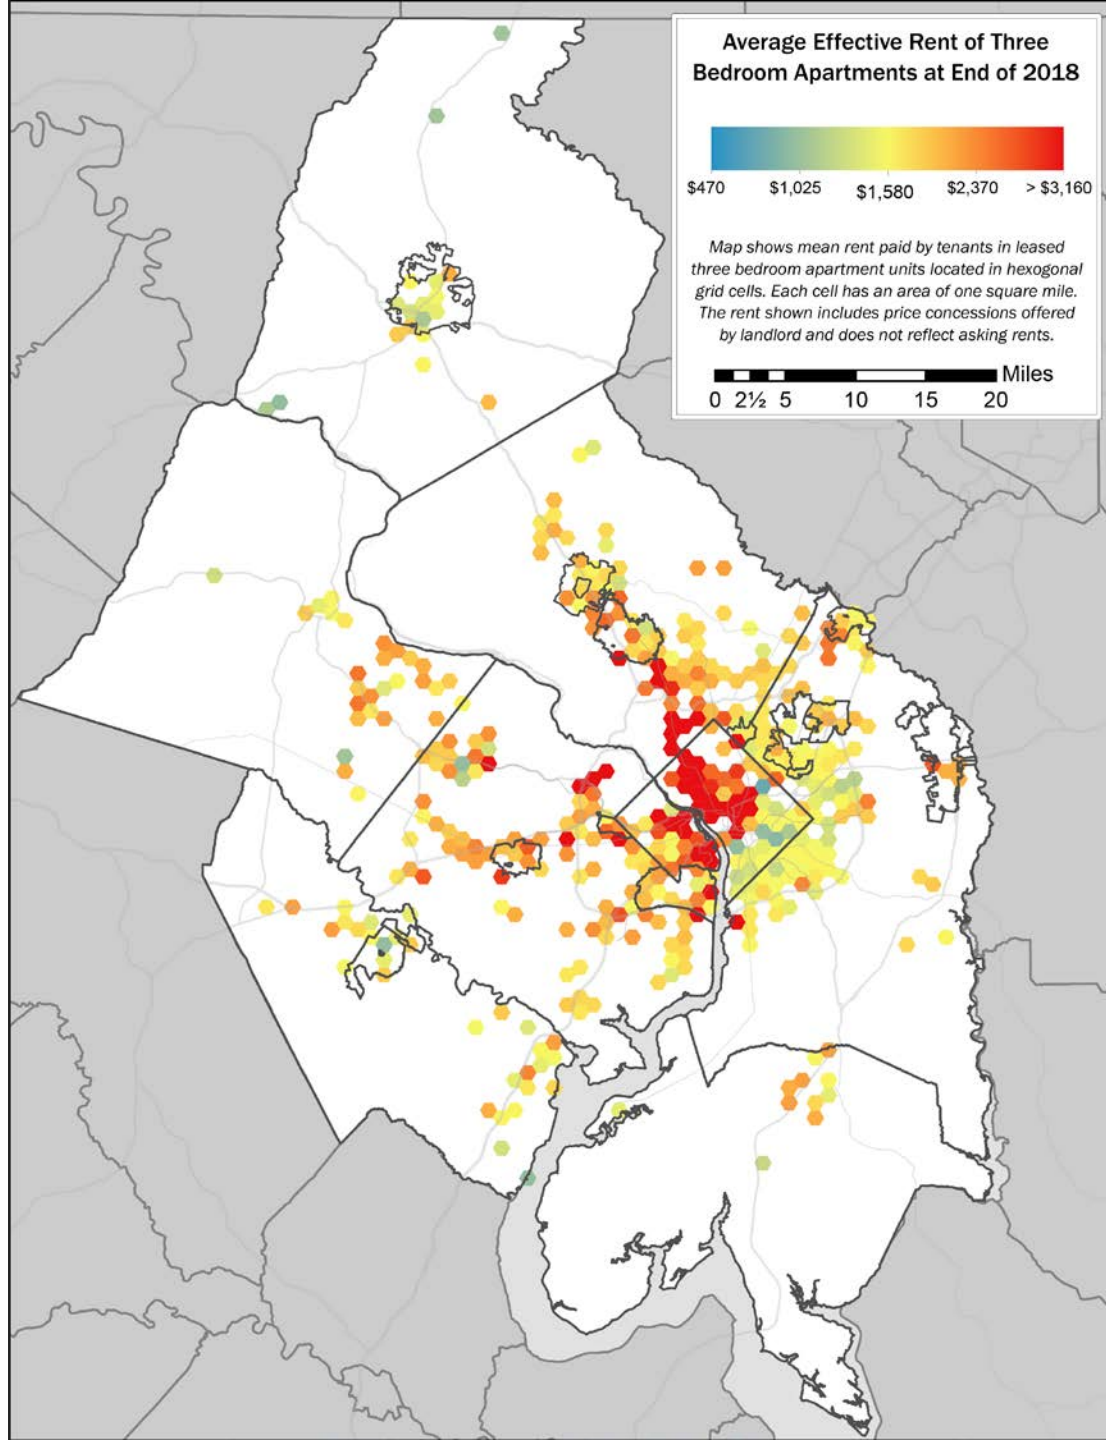 Average Effective Rent of Three
Bedroom Apartments at End of 2018
$470 $1,025 $1,580 $2,370 > $3,160
Map shows mean rent paid by tenants in leased
three bedroom apartment units located in hexogonal
grid cells. Each cell has an area of one square mile.
The rent shown includes price concessions offered
by landlord and does not reflect asking rents.
Miles
0 2½ 5 10 15 20